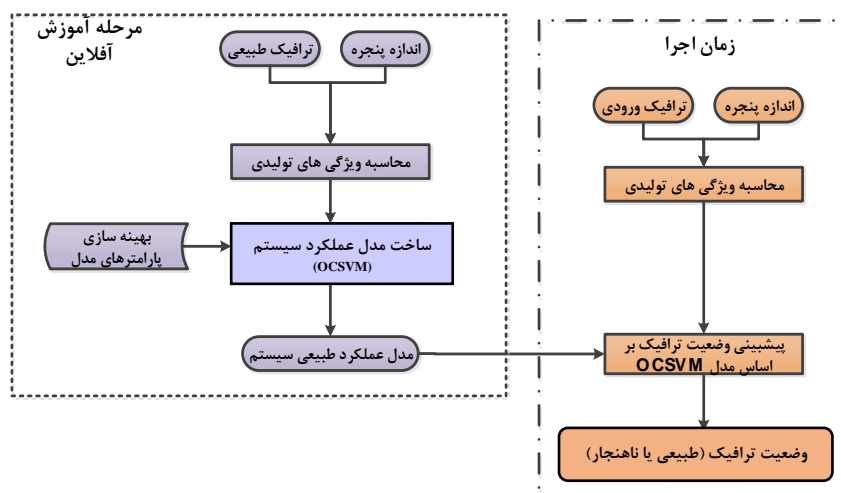 مرحله آموزش
آفلاین
ترافیک طبیعی
اندازه پنجره
محاسبه ویژگی های تولیدی
بهینه سازی
پارامترهای مدل
ساخت مدل عملکرد سیستم
(OCSVM)
مدل عملکرد طبیعی سیستم
زمان اجرا
ترافیک ورودی
اندازه پنجره
محاسبه ویژگی های تولیدی
پیشبینی وضعیت ترافیک بر
اساس مدل OCSVM
وضعیت ترافیک (طبیعی یا ناهنجار)